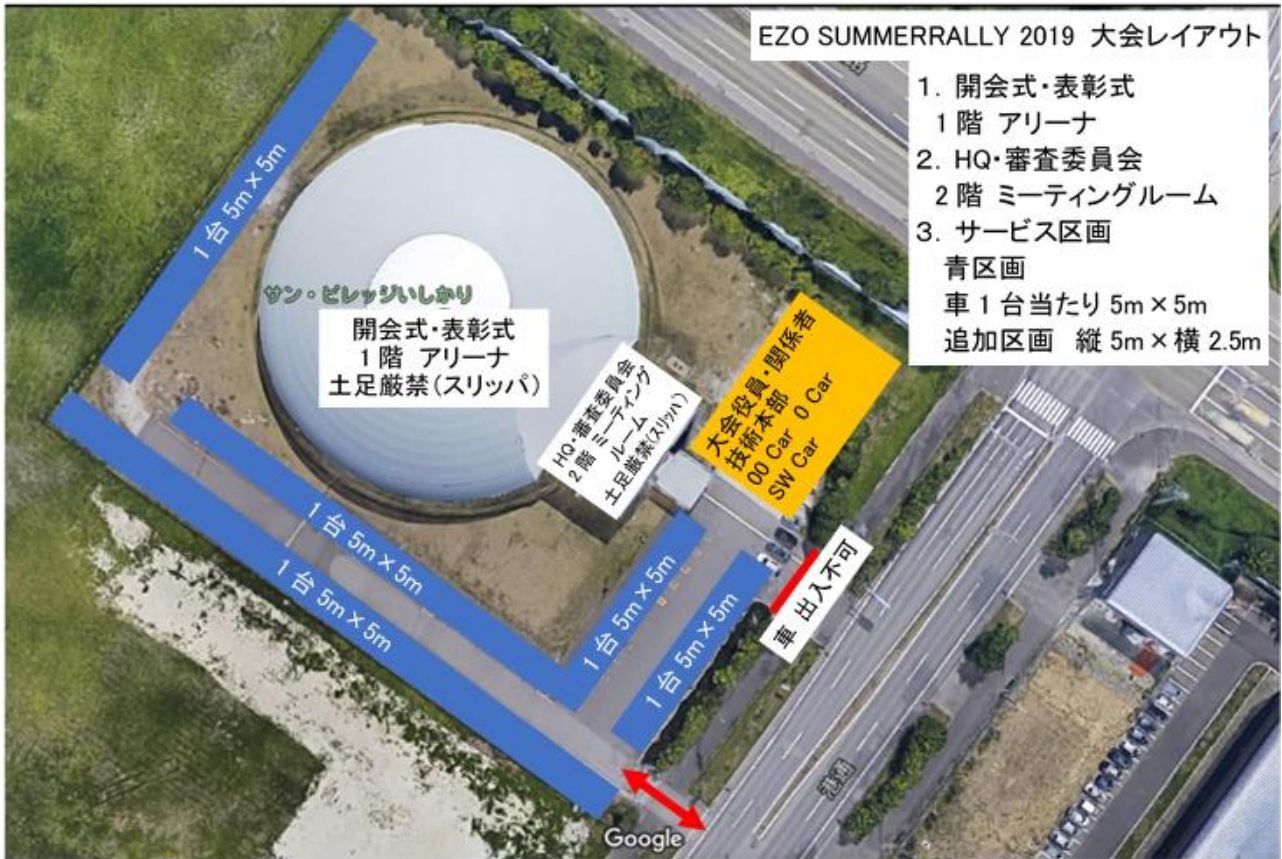 EZO SUMMERRALLY 2019 大会レイアウト
1. 開会式・表彰式
1階 アリーナ
2. HQ・審査委員会
2階 ミーティングルーム
3. サービス区画
青区画
車1台当たり 5m×5m
追加区画 縦5m×横2.5m
1台 5m×5m
サン・ビレッジいしかり
開会式・表彰式
1階 アリーナ
土足厳禁(スリッパ)
HQ・審査委員会
2階 ミーティング
ルーム
土足厳禁(スリッパ)
大会役員・関係者
技術本部
00 Car 0 Car
SW Car
1台 5m×5m
1台 5m×5m
1台 5m×5m
1台 5m×5m
車 出入不可
港通
Google